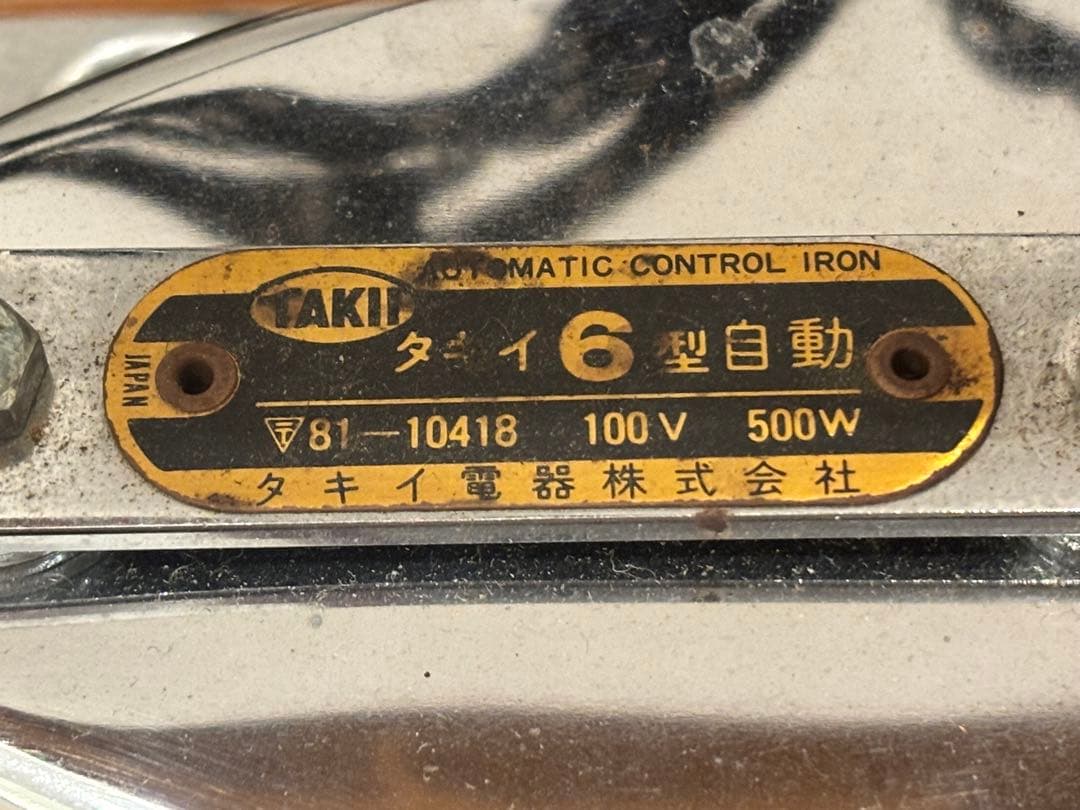 AUTOMATIC CONTROL IRON
TAKII
タキイ6型自動
JAPAN
〒81-10418 100V 500W
タキイ電器株式会社